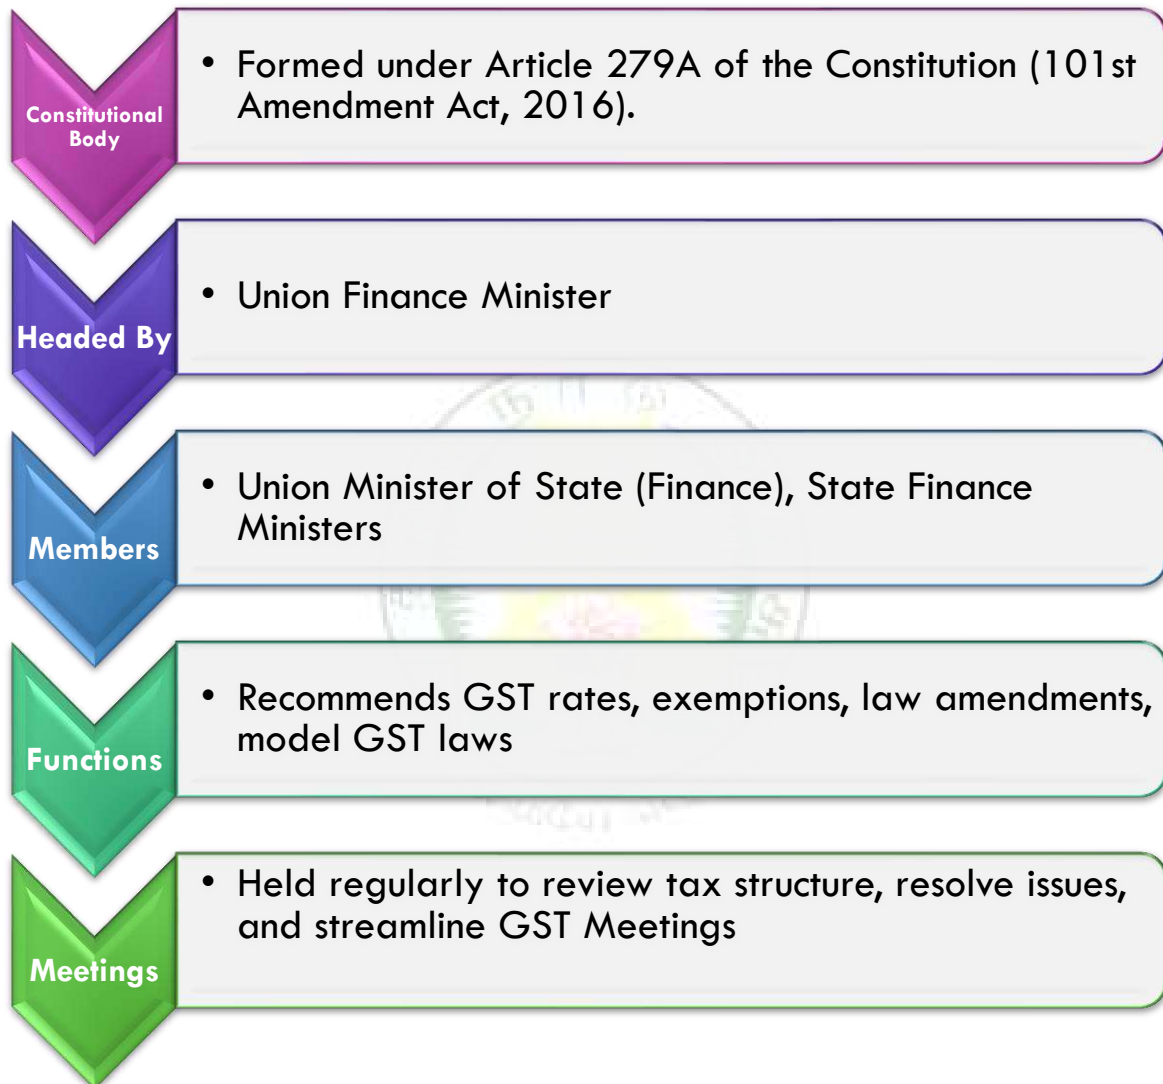 Constitutional
Body
• Formed under Article 279A of the Constitution (101st
Amendment Act, 2016).
Headed By
• Union Finance Minister
Members
• Union Minister of State (Finance), State Finance
Ministers
Functions
• Recommends GST rates, exemptions, law amendments,
model GST laws
Meetings
• Held regularly to review tax structure, resolve issues,
and streamline GST Meetings